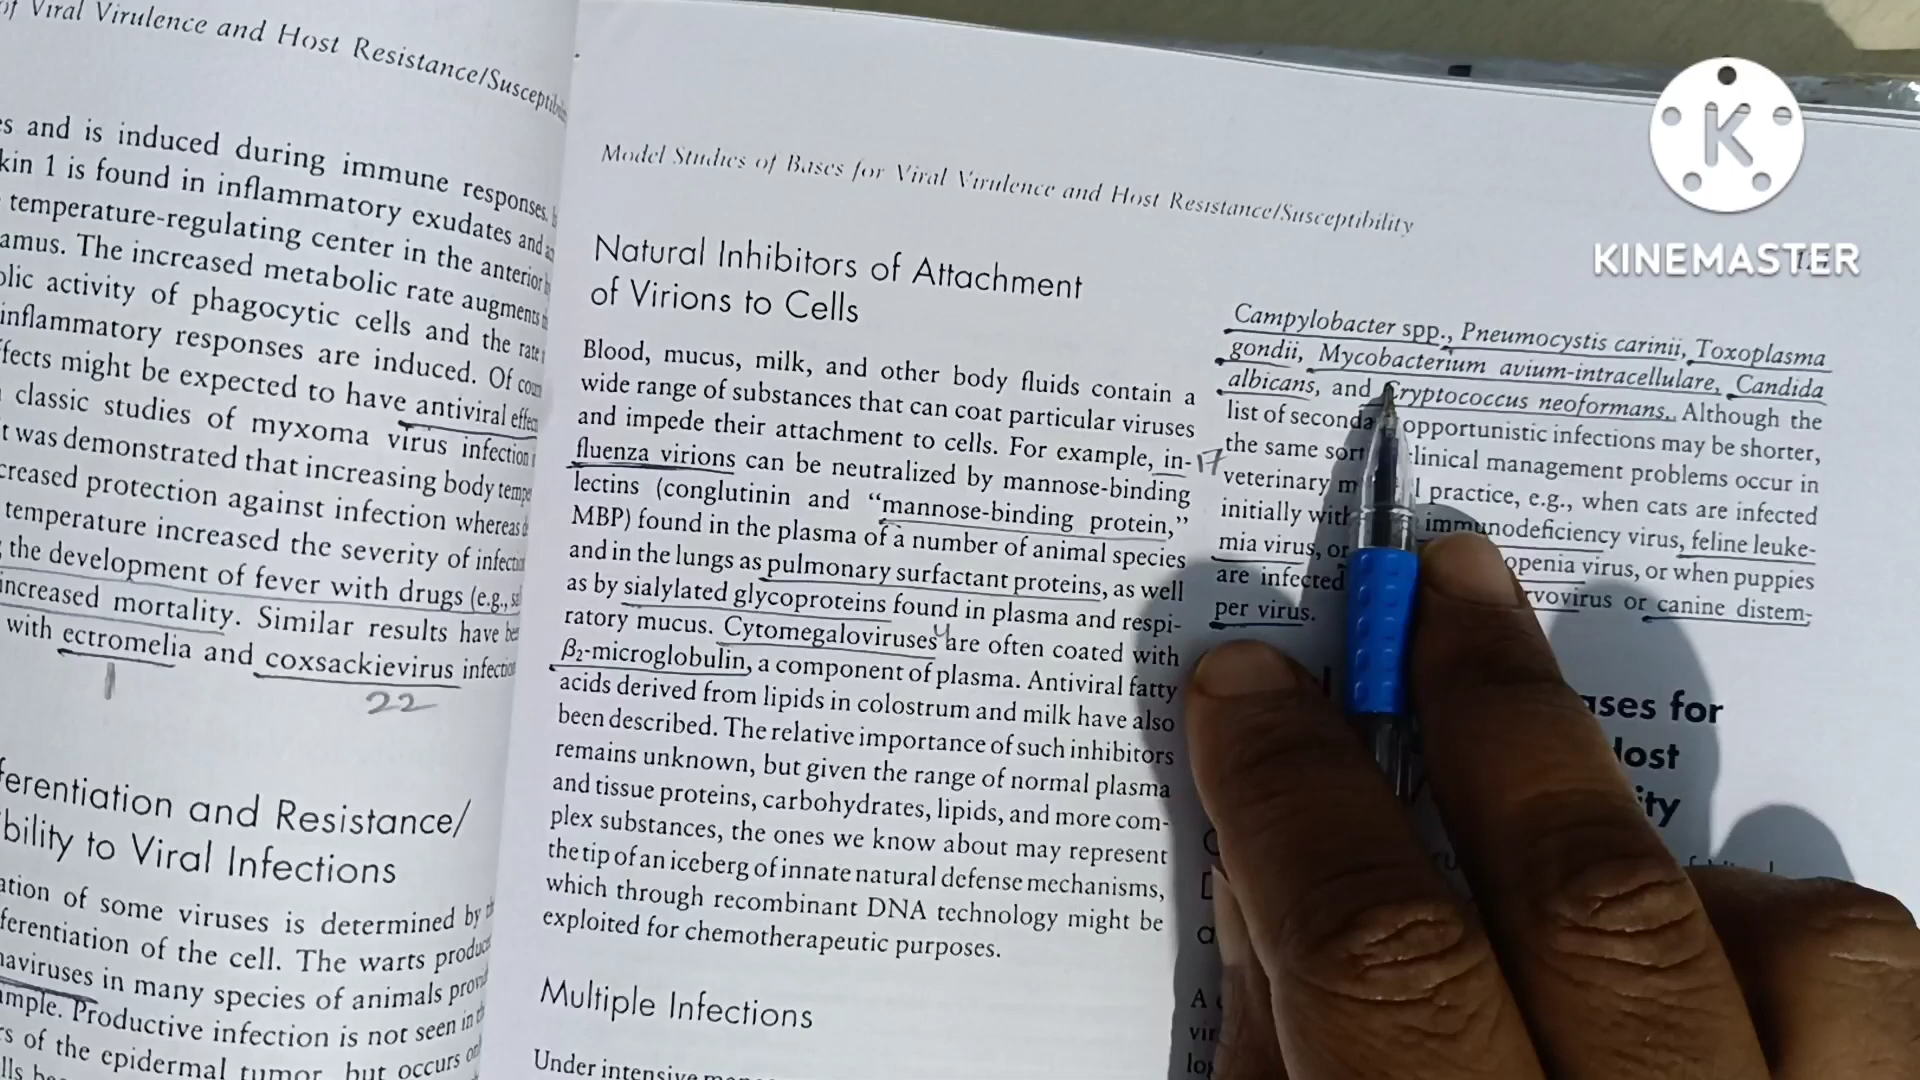 of Viral Virulence and Host Resistance/Susceptibility
es and is induced during immune responses.
kin 1 is found in inflammatory exudates and
temperature-regulating center in the anterior
amus. The increased metabolic rate augments
olic activity of phagocytic cells and the rate
inflammatory responses are induced. Of
ffects might be expected to have antiviral
classic studies of myxoma virus infection
t was demonstrated that increasing body
creased protection against infection whereas
temperature increased the severity of
the development of fever with drugs (e.g.,
increased mortality. Similar results have
with ectromelia and coxsackievirus
1
22
ferentiation and Resistance/
bility to Viral Infections
ation of some viruses is determined by
ferentiation of the cell. The warts
aviruses in many species of animals
ample. Productive infection is not seen in
rs of the epidermal tumor, but occurs
Model Studies of Bases for Viral Virulence and Host Resistance/Susceptibility
Natural Inhibitors of Attachment
of Virions to Cells
Blood, mucus, milk, and other body fluids contain a
wide range of substances that can coat particular viruses
and impede their attachment to cells. For example, in-
17
fluenza virions can be neutralized by mannose-binding
lectins (conglutinin and “mannose-binding protein,”
MBP) found in the plasma of a number of animal species
and in the lungs as pulmonary surfactant proteins, as well
as by sialylated glycoproteins found in plasma and respi-
ratory mucus. Cytomegaloviruses are often coated with
β2-microglobulin, a component of plasma. Antiviral fatty
acids derived from lipids in colostrum and milk have also
been described. The relative importance of such inhibitors
remains unknown, but given the range of normal plasma
and tissue proteins, carbohydrates, lipids, and more com-
plex substances, the ones we know about may represent
the tip of an iceberg of innate natural defense mechanisms,
which through recombinant DNA technology might be
exploited for chemotherapeutic purposes.
Multiple Infections
Under intensive
Campylobacter spp., Pneumocystis carinii, Toxoplasma
gondii, Mycobacterium avium-intracellulare, Candida
albicans, and Cryptococcus neoformans. Although the
list of opportunistic infections may be shorter,
the same clinical management problems occur in
veterinary practice, e.g., when cats are infected
initially immunodeficiency virus, feline leuke-
mia virus, or openia virus, or when puppies
are infected rvovirus or canine distem-
per virus.
ases for
Host
ity
KINEMASTER